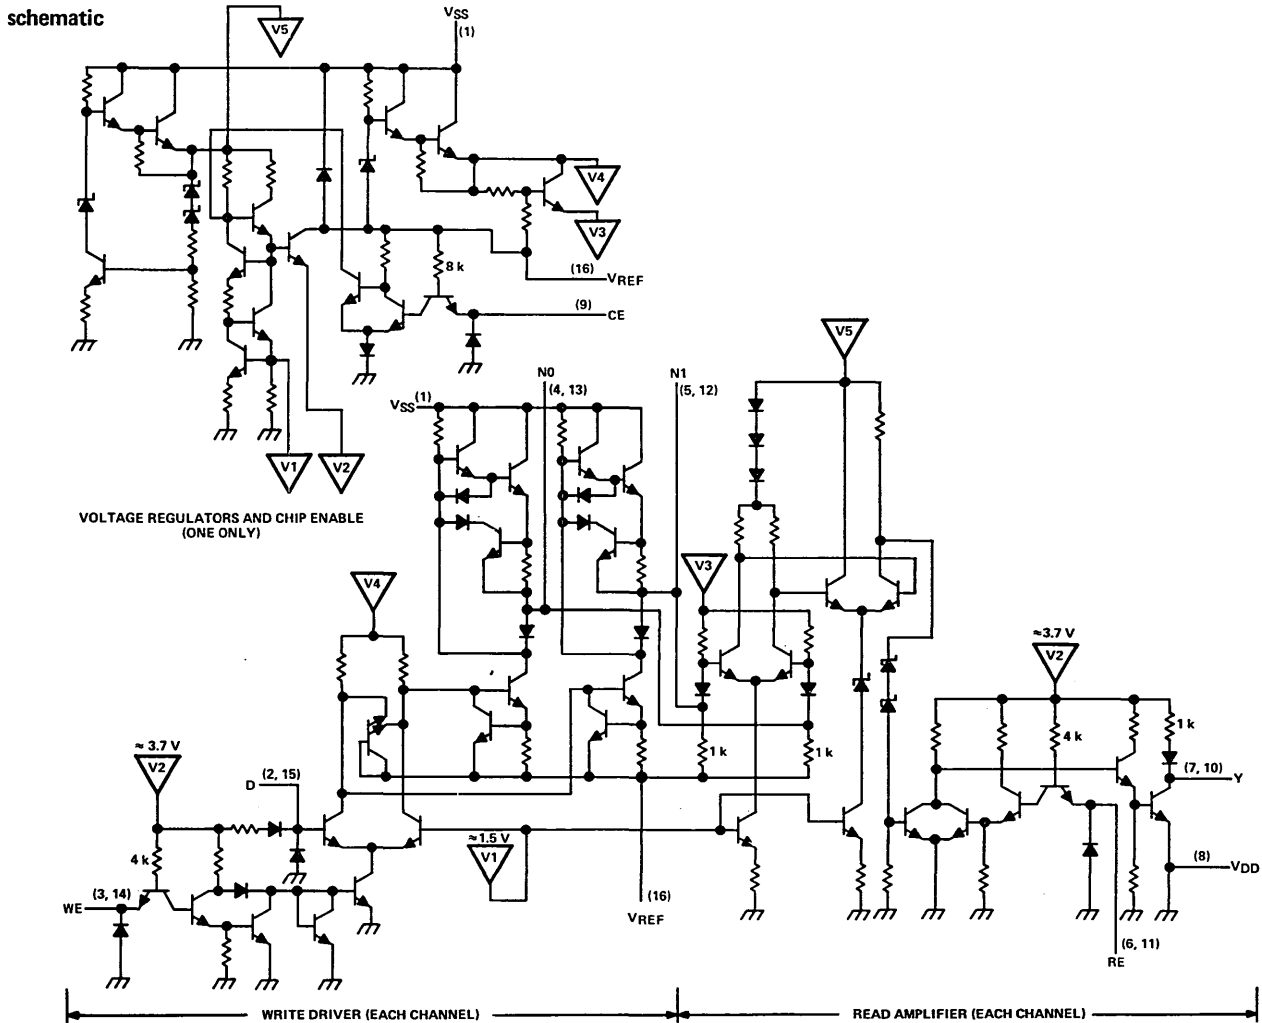 schematic
V5
VSS
(1)
V4
V3
8 k
(16)
VREF
(9)
CE
V1
V2
VOLTAGE REGULATORS AND CHIP ENABLE
(ONE ONLY)
N0
(4, 13)
N1
(5, 12)
VSS (1)
V5
V3
V4
≈3.7 V
V2
≈ 3.7 V
V2
D
(2, 15)
1 k
1 k
4 k
1 k
(7, 10)
Y
4 k
≈1.5 V
V1
(8)
VDD
WE
(3, 14)
(16)
VREF
(6, 11)
RE
WRITE DRIVER (EACH CHANNEL)
READ AMPLIFIER (EACH CHANNEL)